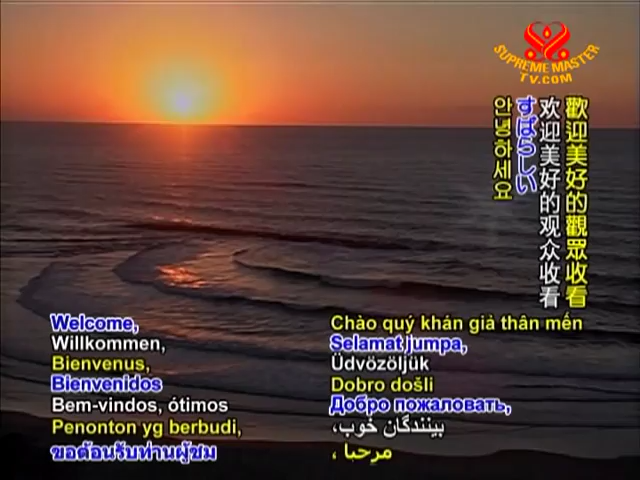 SUPREME MASTER
TV.COM
歡迎美好的觀眾收看
欢迎美好的观众收看
すばらしい
안녕하세요
Welcome,
Willkommen,
Bienvenus,
Bienvenidos
Bem-vindos, ótimos
Penonton yg berbudi,
ขอต้อนรับท่านผู้ชม
Chào quý khán giả thân mến
Selamat jumpa,
Üdvözöljük
Dobro došli
Добро пожаловать,
بینندگان خوب،
مرحبا ،